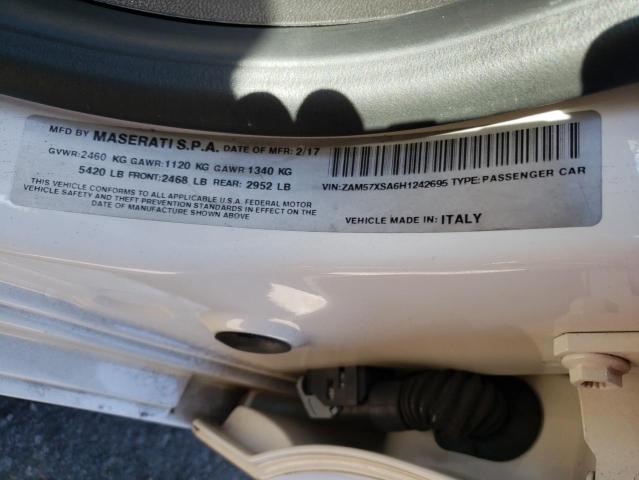 MFD BY MASERATI S.P.A. DATE OF MFR: 2/17
GVWR:2460 KG GAWR:1120 KG GAWR:1340 KG
5420 LB FRONT:2468 LB REAR: 2952 LB
THIS VEHICLE CONFORMS TO ALL APPLICABLE U.S.A. FEDERAL MOTOR
VEHICLE SAFETY AND THEFT PREVENTION STANDARDS IN EFFECT ON THE
DATE OF MANUFACTURE SHOWN ABOVE
VIN:ZAM57XSA6H1242695 TYPE:PASSENGER CAR
VEHICLE MADE IN: ITALY